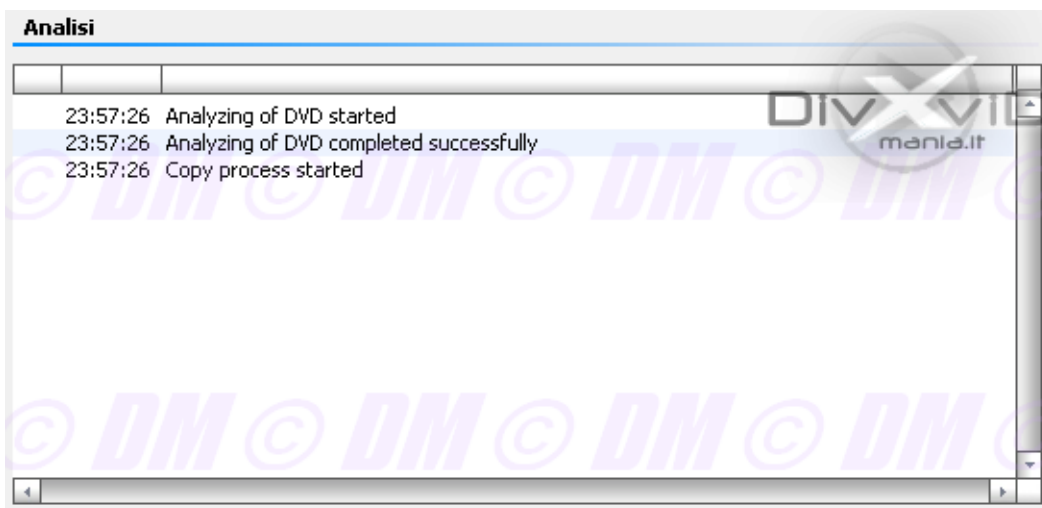 Analisi
DivXviD
mania.it
23:57:26 Analyzing of DVD started
23:57:26 Analyzing of DVD completed successfully
23:57:26 Copy process started
© DM © DM © DM ©
© DM © DM © DM ©